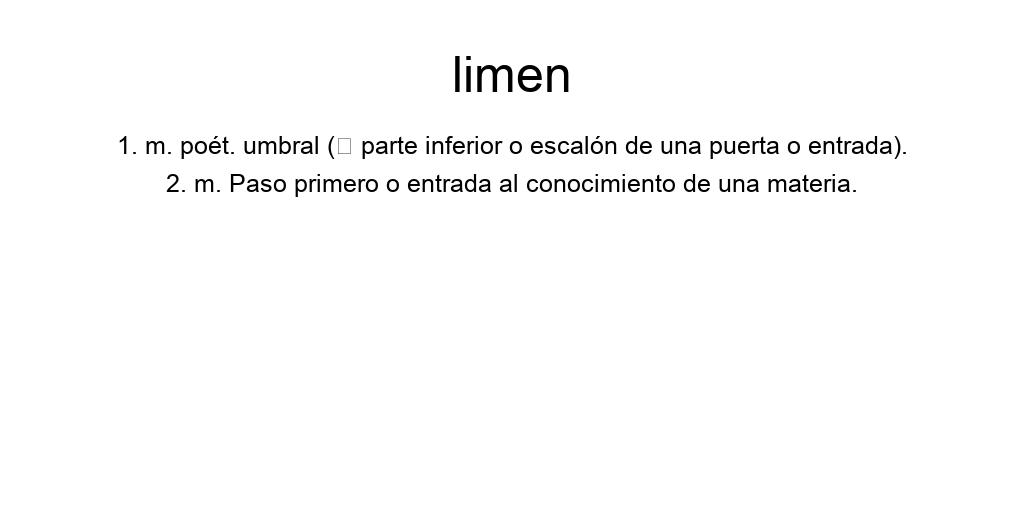 limen
1. m. poét. umbral (□ parte inferior o escalón de una puerta o entrada).
2. m. Paso primero o entrada al conocimiento de una materia.